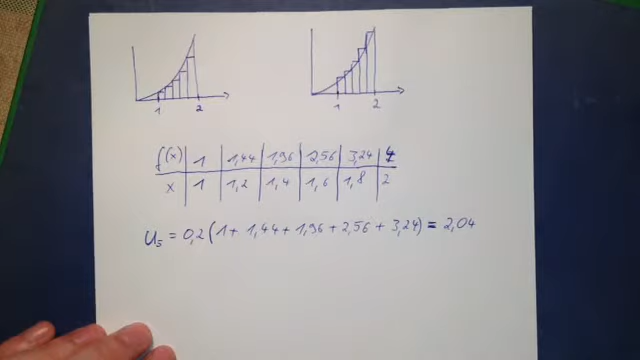 1 2
1 2
f(x) 1 1,44 1,96 2,56 3,24 4
x 1 1,2 1,4 1,6 1,8 2
U₅ = 0,2 (1 + 1,44 + 1,96 + 2,56 + 3,24) = 2,04